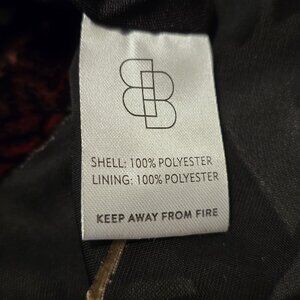 SHELL: 100% POLYESTER
LINING: 100% POLYESTER
KEEP AWAY FROM FIRE